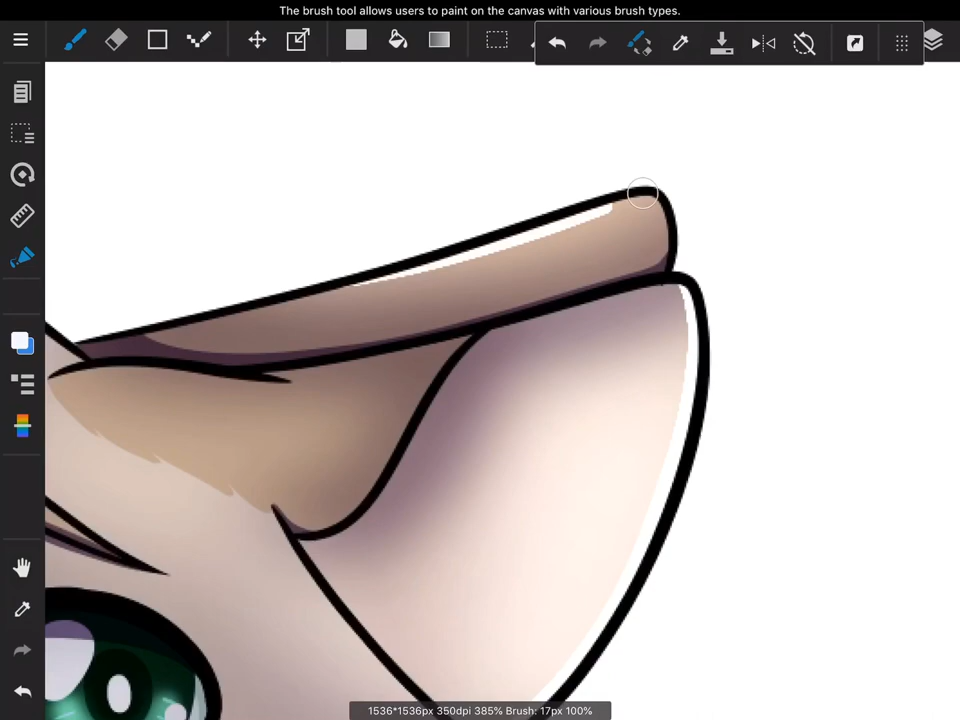 The brush tool allows users to paint on the canvas with various brush types.
1536*1536px 350dpi 385% Brush: 17px 100%